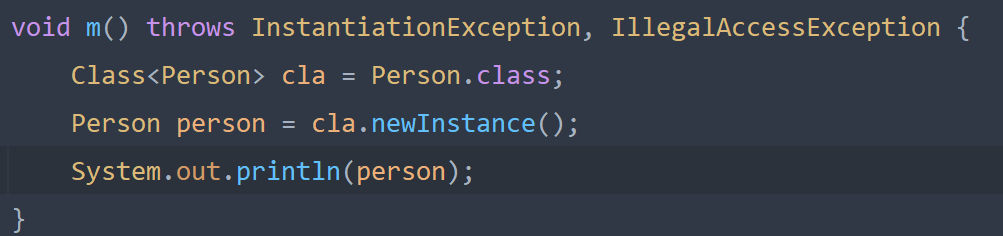 void m() throws InstantiationException, IllegalAccessException {
    Class<Person> cla = Person.class;
    Person person = cla.newInstance();
    System.out.println(person);
}